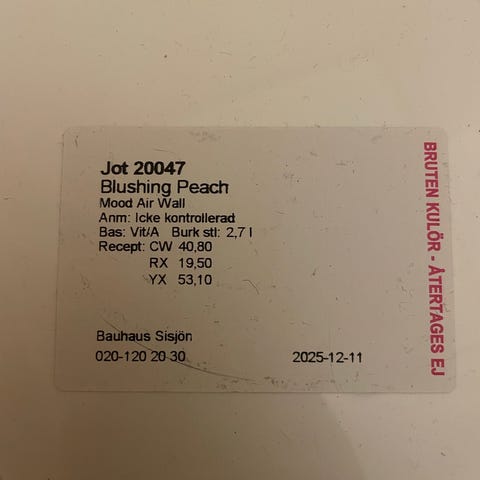 Jot 20047
Blushing Peach
Mood Air Wall
Anm: Icke kontrollerad
Bas: Vit/A Burk stl: 2,7 l
Recept: CW 40,80
RX 19,50
YX 53,10
Bauhaus Sisjön
020-120 20 30 2025-12-11
BRUTEN KULÖR - ÅTERTAGES EJ